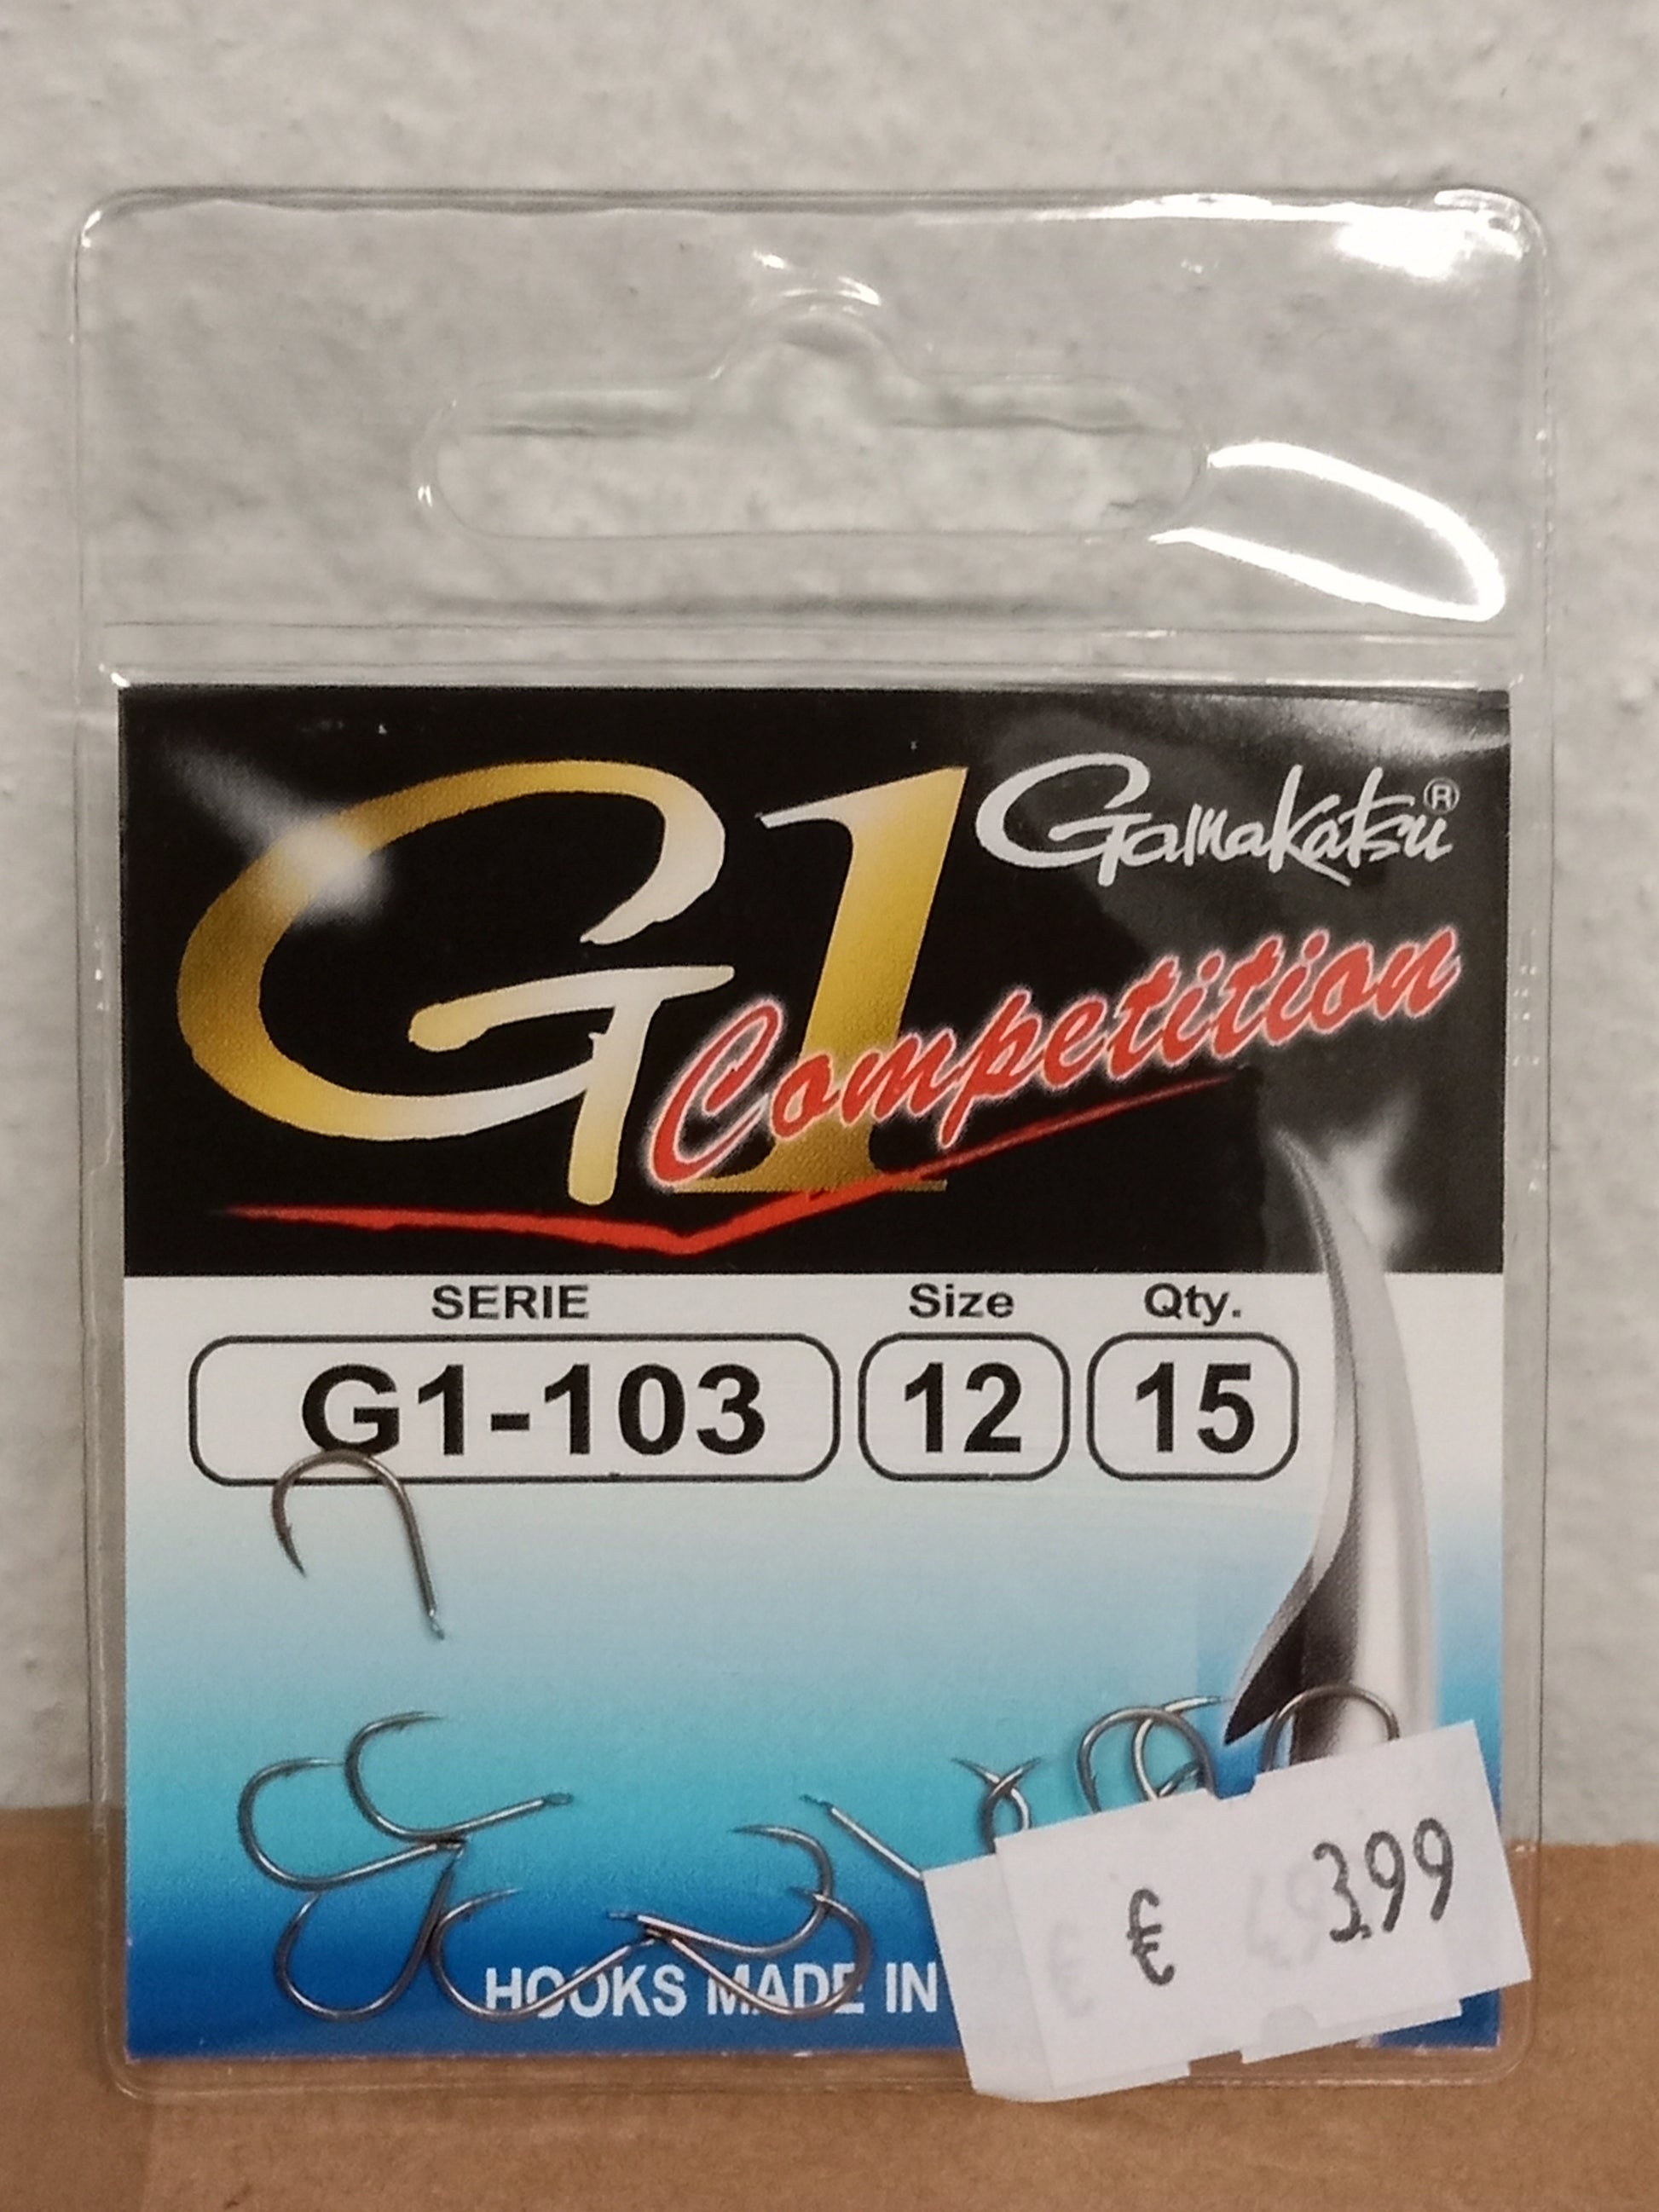 G1 Gamakatsu®
Competition
SERIE Size Qty.
G1-103 12 15
HOOKS MADE IN
€ 3.99